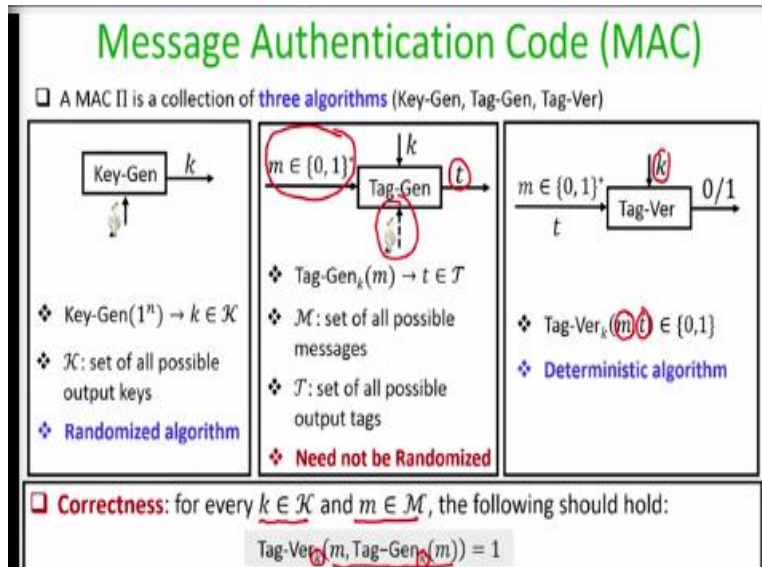 Message Authentication Code (MAC)
❑ A MAC Π is a collection of three algorithms (Key-Gen, Tag-Gen, Tag-Ver)
Key-Gen
k
❖ Key-Gen(1ⁿ) → k ∈ 𝒦
❖ 𝒦: set of all possible
output keys
❖ Randomized algorithm
k
m ∈ {0, 1}*
Tag-Gen
t
❖ Tag-Genₖ(m) → t ∈ 𝒯
❖ ℳ: set of all possible
messages
❖ 𝒯: set of all possible
output tags
❖ Need not be Randomized
k
m ∈ {0, 1}*
t
Tag-Ver
0/1
❖ Tag-Verₖ(m,t) ∈ {0,1}
❖ Deterministic algorithm
❑ Correctness: for every k ∈ 𝒦 and m ∈ ℳ, the following should hold:
Tag-Verₖ(m, Tag–Genₖ(m)) = 1